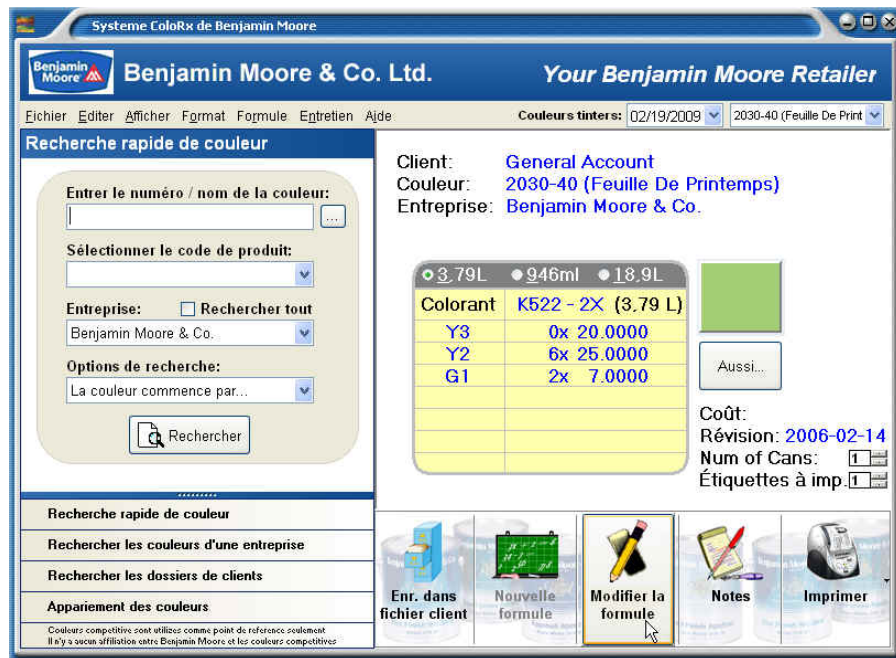 Systeme ColoRx de Benjamin Moore
Benjamin Moore
Benjamin Moore & Co. Ltd.
Your Benjamin Moore Retailer
Fichier Editer Afficher Format Formule Entretien Ajde
Couleurs tinters: 02/19/2009 2030-40 (Feuille De Print
Recherche rapide de couleur
Entrer le numéro / nom de la couleur:
...
Sélectionner le code de produit:
Entreprise: Rechercher tout
Benjamin Moore & Co.
Options de recherche:
La couleur commence par...
Rechercher
Recherche rapide de couleur
Rechercher les couleurs d'une entreprise
Rechercher les dossiers de clients
Appariement des couleurs
Couleurs competitive sont utilizes comme point de reference seulement
Il n'y a aucun affiliation entre Benjamin Moore et les couleurs competitives
Client: General Account
Couleur: 2030-40 (Feuille De Printemps)
Entreprise: Benjamin Moore & Co.
3,79L 946ml 18,9L
Colorant K522 - 2X (3,79 L)
Y3 0x 20.0000
Y2 6x 25.0000
G1 2x 7.0000
Aussi...
Coût:
Révision: 2006-02-14
Num of Cans: 1
Étiquettes à imp. 1
Enr. dans fichier client
Nouvelle formule
Modifier la formule
Notes
Imprimer